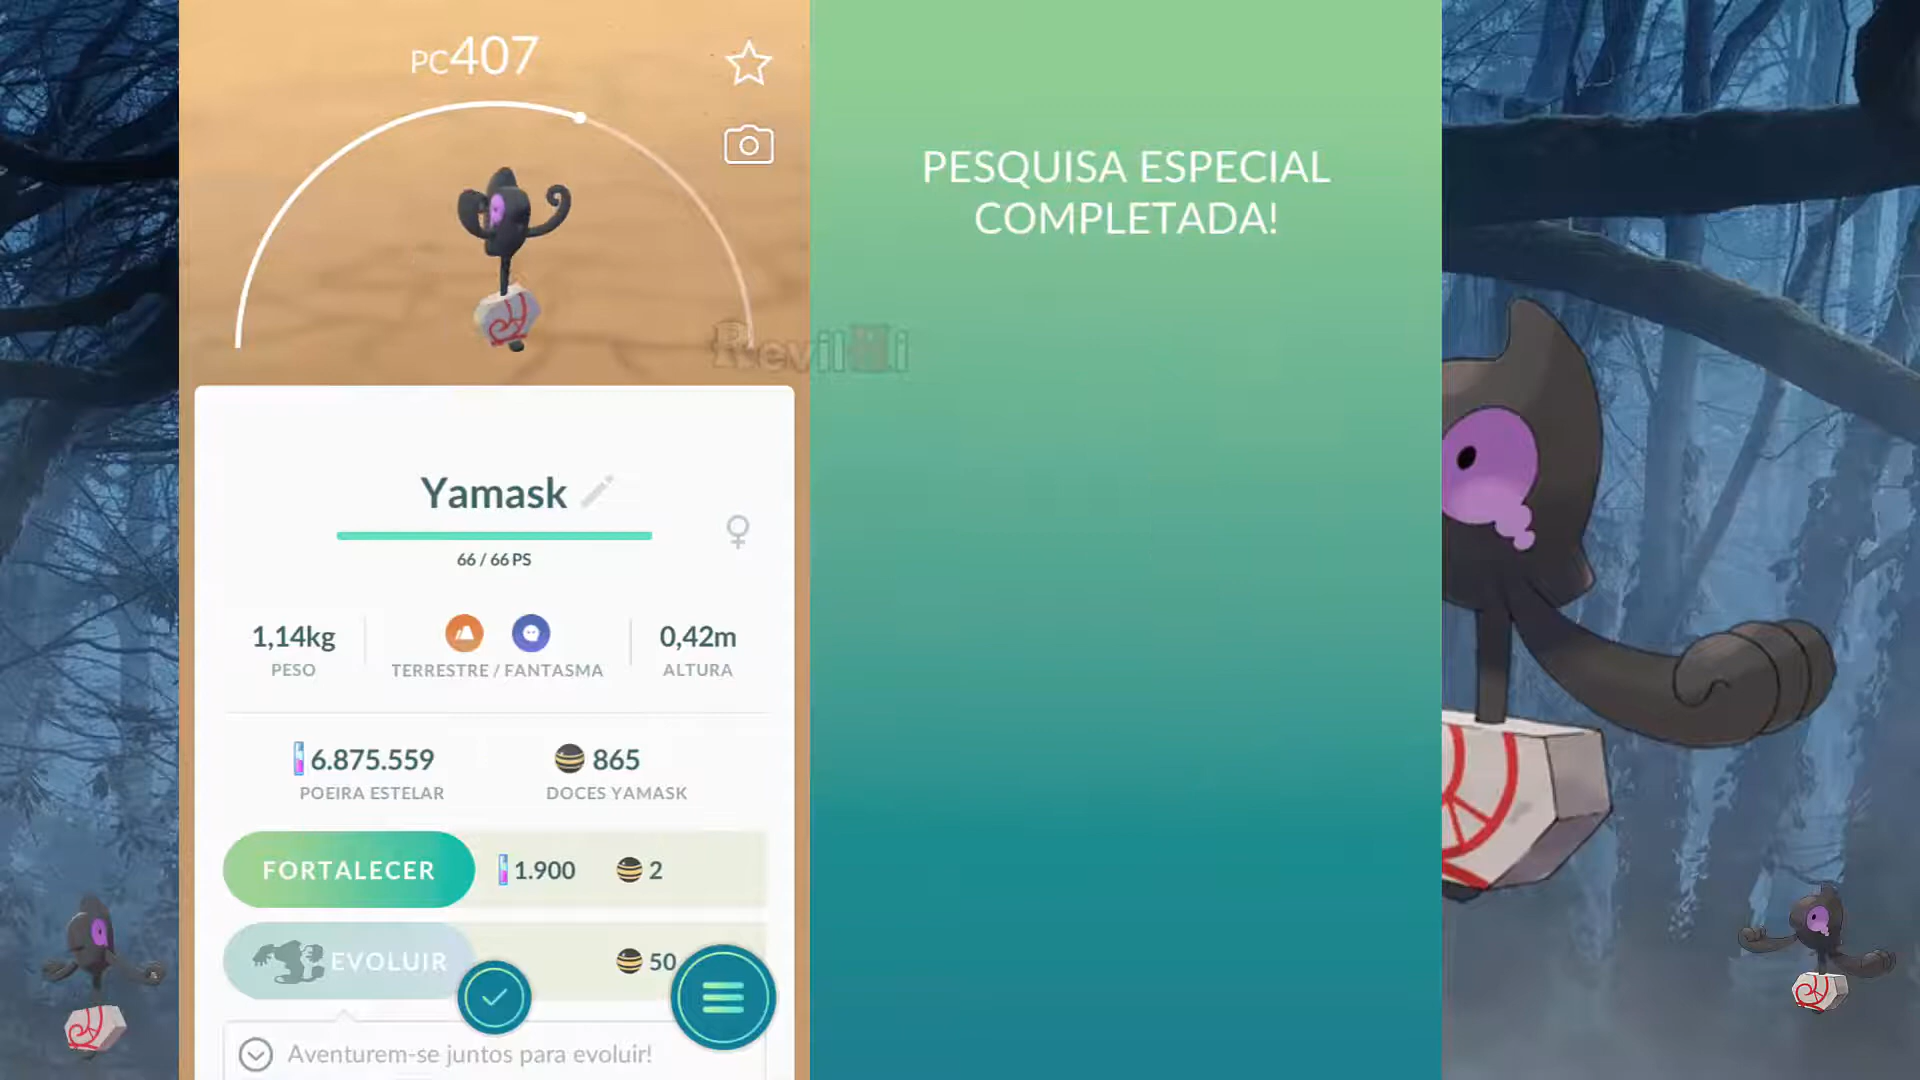 PC407
Yamask
66 / 66 PS
1,14kg
PESO
TERRESTRE / FANTASMA
0,42m
ALTURA
6.875.559
POEIRA ESTELAR
865
DOCES YAMASK
FORTALECER
1.900
2
EVOLUIR
50
Aventurem-se juntos para evoluir!
PESQUISA ESPECIAL
COMPLETADA!